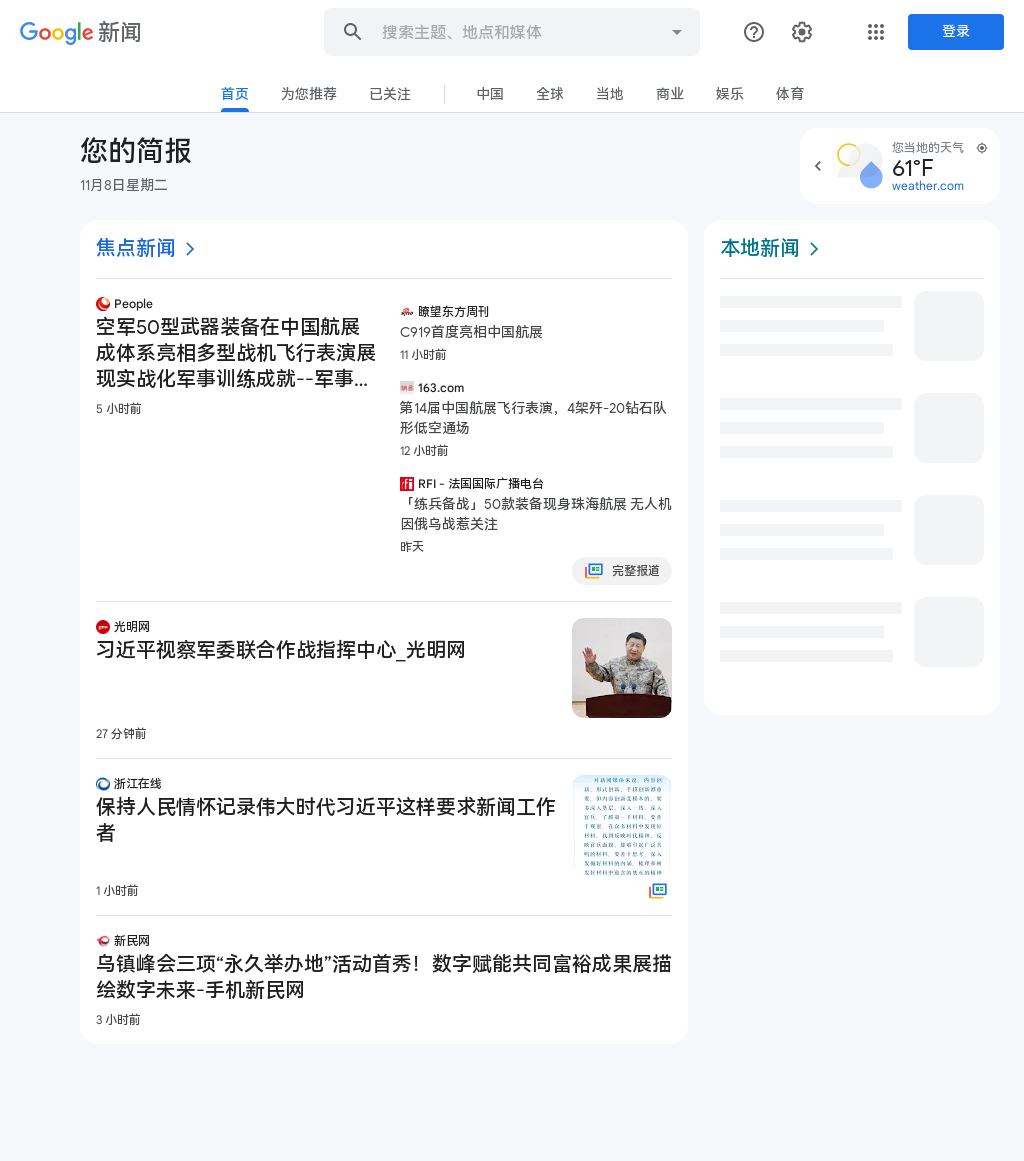 Google 新闻
搜索主题、地点和媒体
登录
首页 为您推荐 已关注 中国 全球 当地 商业 娱乐 体育
您的简报
11月8日星期二
您当地的天气
61°F
weather.com
焦点新闻
People
空军50型武器装备在中国航展
成体系亮相多型战机飞行表演展
现实战化军事训练成就--军事...
5 小时前
瞭望东方周刊
C919首度亮相中国航展
11 小时前
163.com
第14届中国航展飞行表演，4架歼-20钻石队
形低空通场
12 小时前
RFI - 法国国际广播电台
「练兵备战」50款装备现身珠海航展 无人机
因俄乌战惹关注
昨天
完整报道
光明网
习近平视察军委联合作战指挥中心_光明网
27 分钟前
浙江在线
保持人民情怀记录伟大时代习近平这样要求新闻工作
者
1 小时前
新民网
乌镇峰会三项“永久举办地”活动首秀！数字赋能共同富裕成果展描
绘数字未来-手机新民网
3 小时前
本地新闻